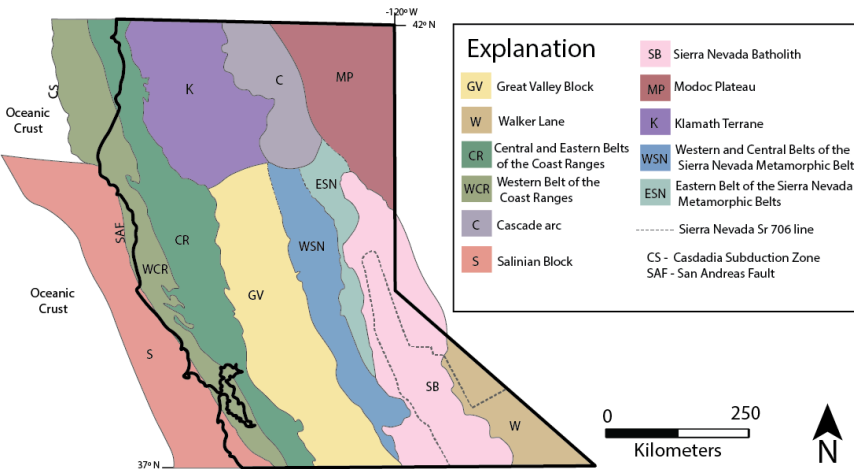 -120º W
42º N
CS
Oceanic
Crust
K
C
MP
ESN
SAF
CR
WSN
WCR
GV
Oceanic
Crust
S
SB
W
37º N
Explanation
GV Great Valley Block
W Walker Lane
CR Central and Eastern Belts
of the Coast Ranges
WCR Western Belt of the
Coast Ranges
C Cascade arc
S Salinian Block
SB Sierra Nevada Batholith
MP Modoc Plateau
K Klamath Terrane
WSN Western and Central Belts of the
Sierra Nevada Metamorphic Belt
ESN Eastern Belt of the Sierra Nevada
Metamorphic Belts
Sierra Nevada Sr 706 line
CS - Casdadia Subduction Zone
SAF - San Andreas Fault
0 250
Kilometers
N